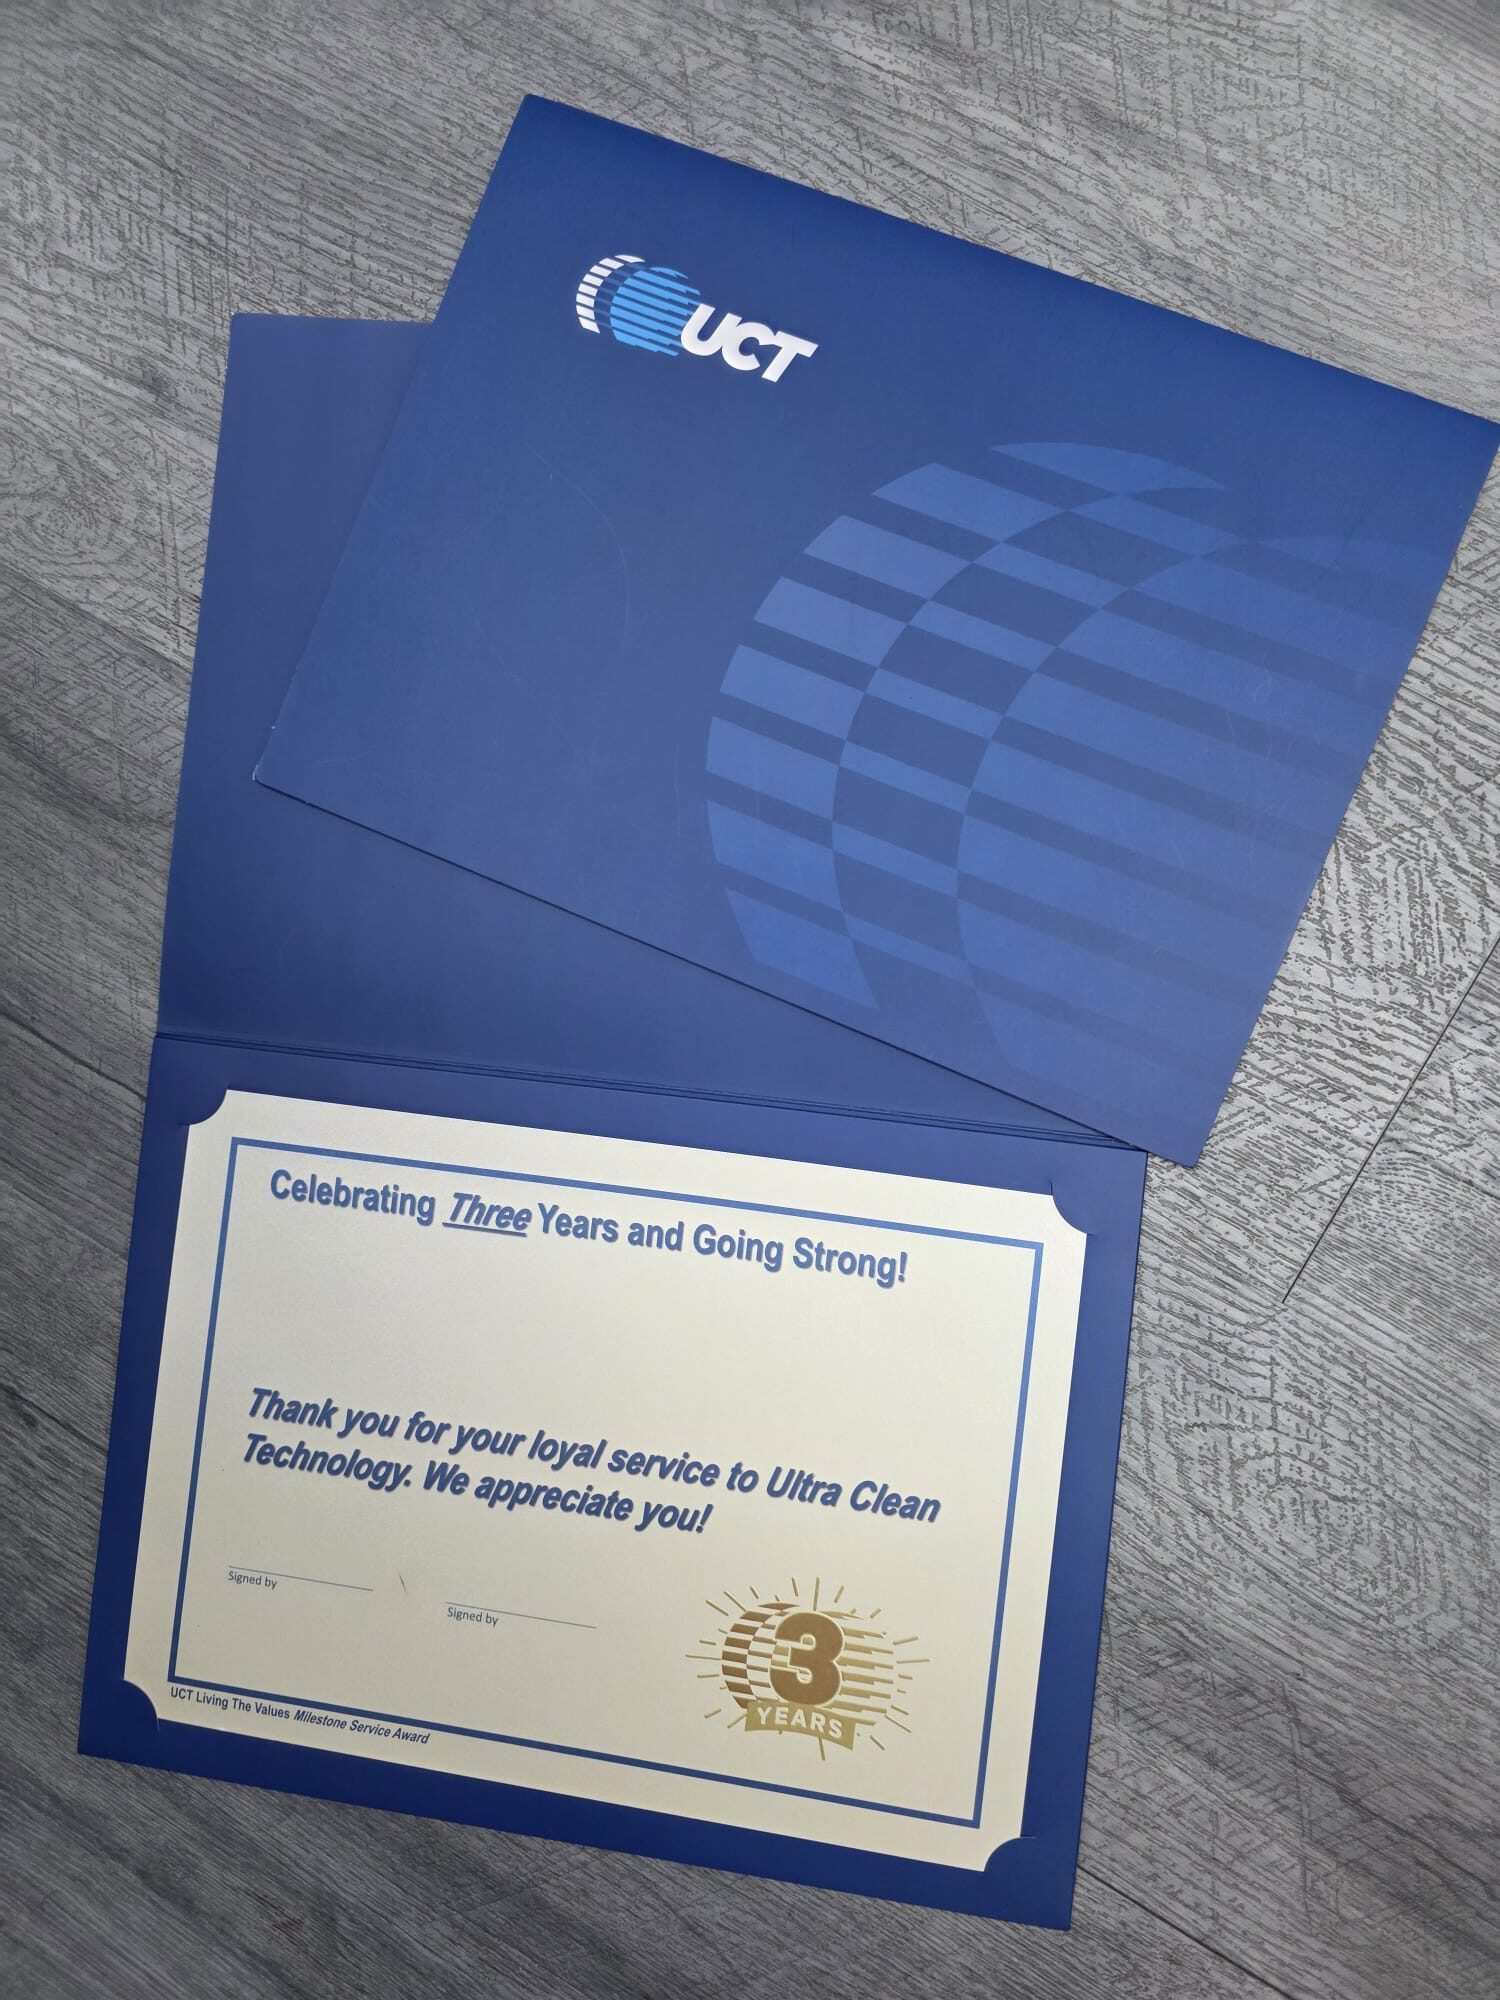 UCT
Celebrating Three Years and Going Strong!
Thank you for your loyal service to Ultra Clean
Technology. We appreciate you!
Signed by
Signed by
3
YEARS
UCT Living The Values Milestone Service Award